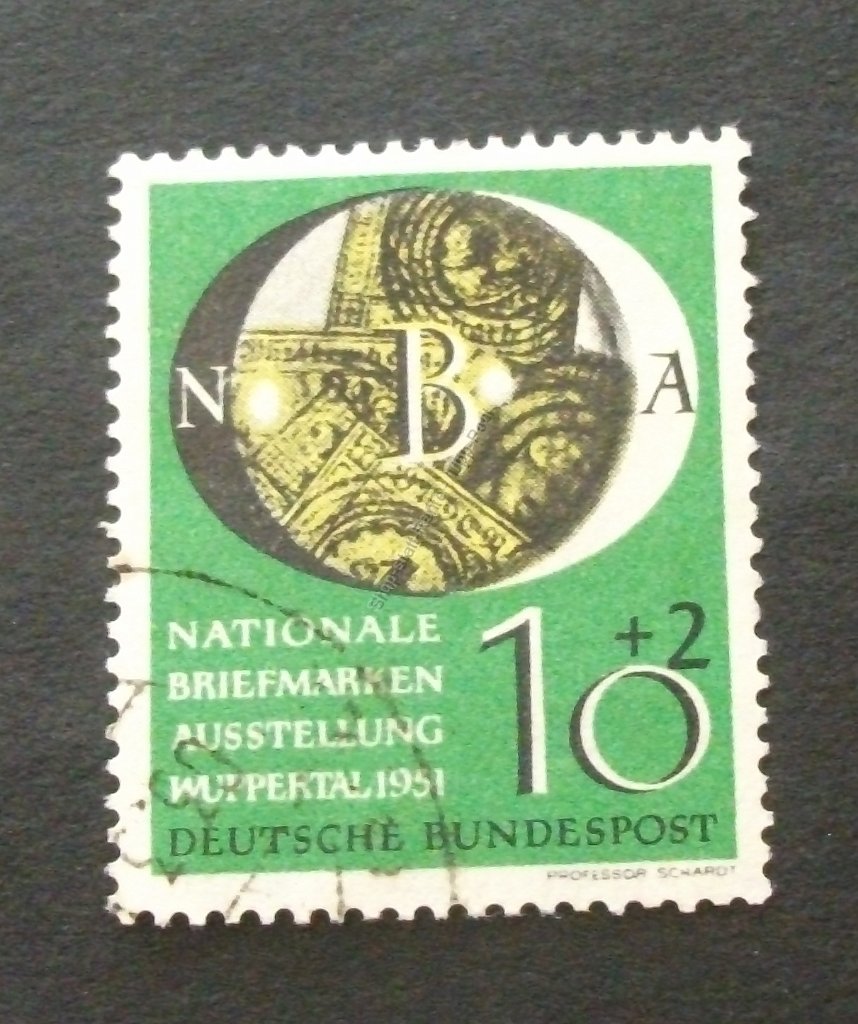 N B A
NATIONALE
BRIEFMARKEN
AUSSTELLUNG
WUPPERTAL 1951
10 +2
DEUTSCHE BUNDESPOST
PROFESSOR SCHARDT